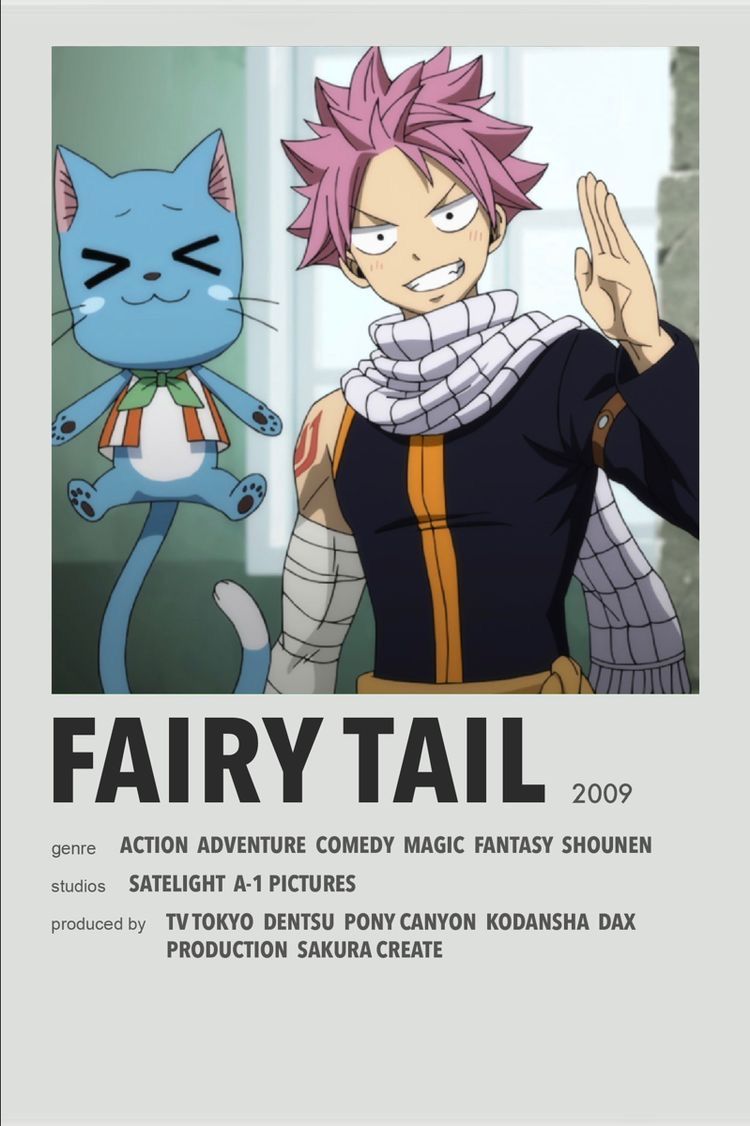 FAIRY TAIL 2009
genre ACTION ADVENTURE COMEDY MAGIC FANTASY SHOUNEN
studios SATELIGHT A-1 PICTURES
produced by TV TOKYO DENTSU PONY CANYON KODANSHA DAX
PRODUCTION SAKURA CREATE